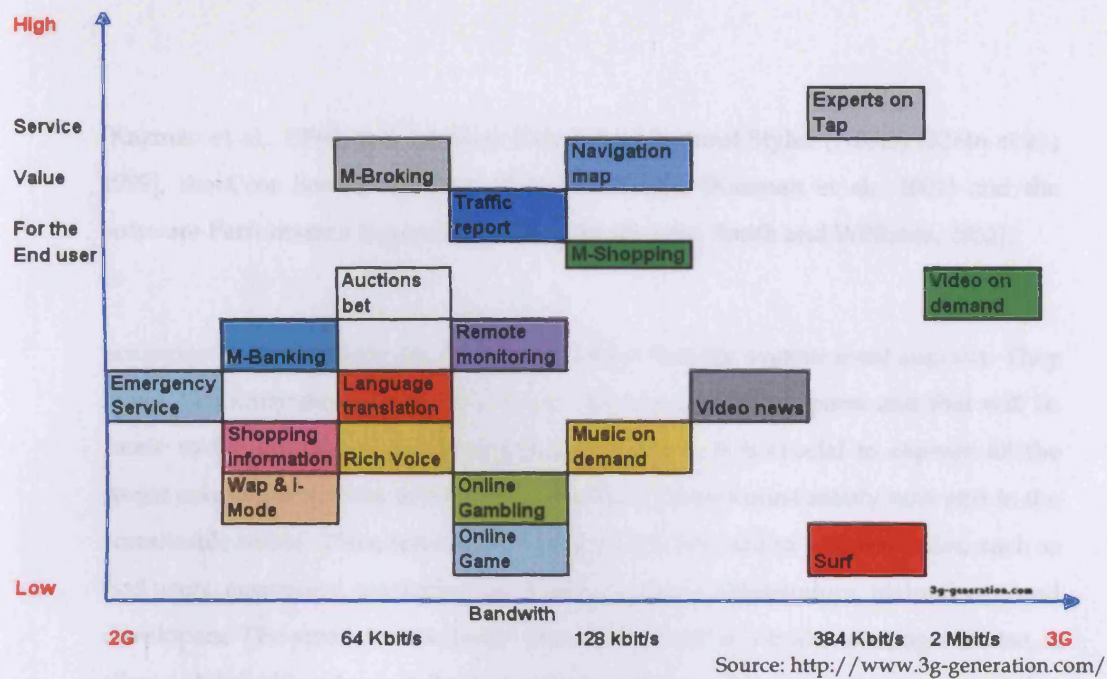 High
Experts on
Tap
Service
Value
For the
End user
M-Broking
Navigation
map
Traffic
report
M-Shopping
Auctions
bet
Video on
demand
M-Banking
Remote
monitoring
Emergency
Service
Language
translation
Video news
Shopping
Information
Rich Voice
Music on
demand
Wap & i-
Mode
Online
Gambling
Online
Game
Surf
Low
3g-generation.com
Bandwith
2G 64 Kbit/s 128 kbit/s 384 Kbit/s 2 Mbit/s 3G
Source: http://www.3g-generation.com/